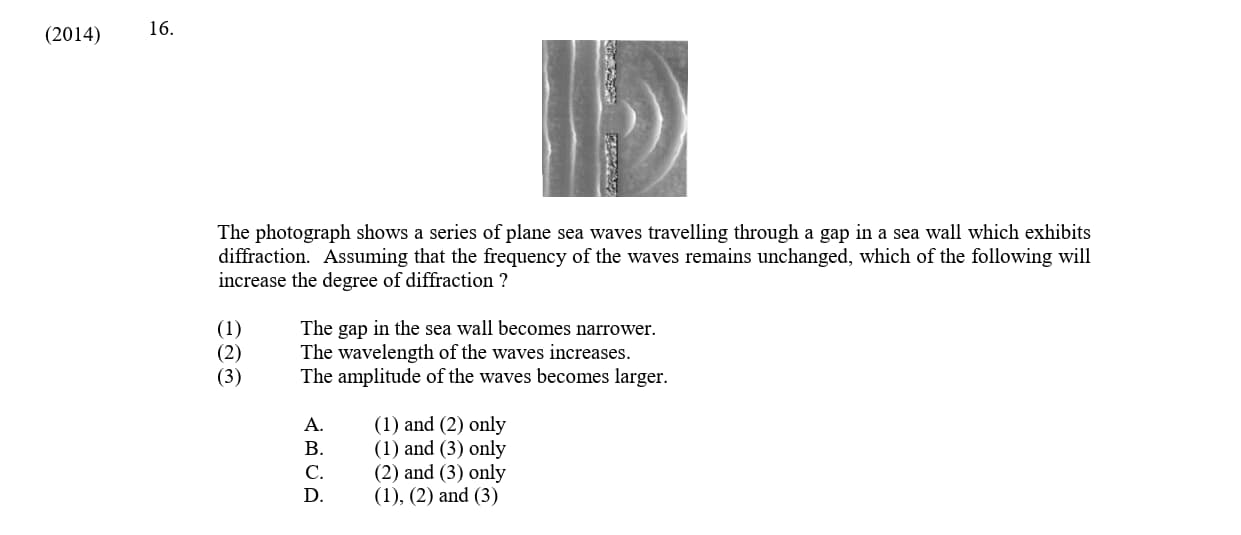 (2014) 16.
The photograph shows a series of plane sea waves travelling through a gap in a sea wall which exhibits
diffraction. Assuming that the frequency of the waves remains unchanged, which of the following will
increase the degree of diffraction ?
(1) The gap in the sea wall becomes narrower.
(2) The wavelength of the waves increases.
(3) The amplitude of the waves becomes larger.
A. (1) and (2) only
B. (1) and (3) only
C. (2) and (3) only
D. (1), (2) and (3)